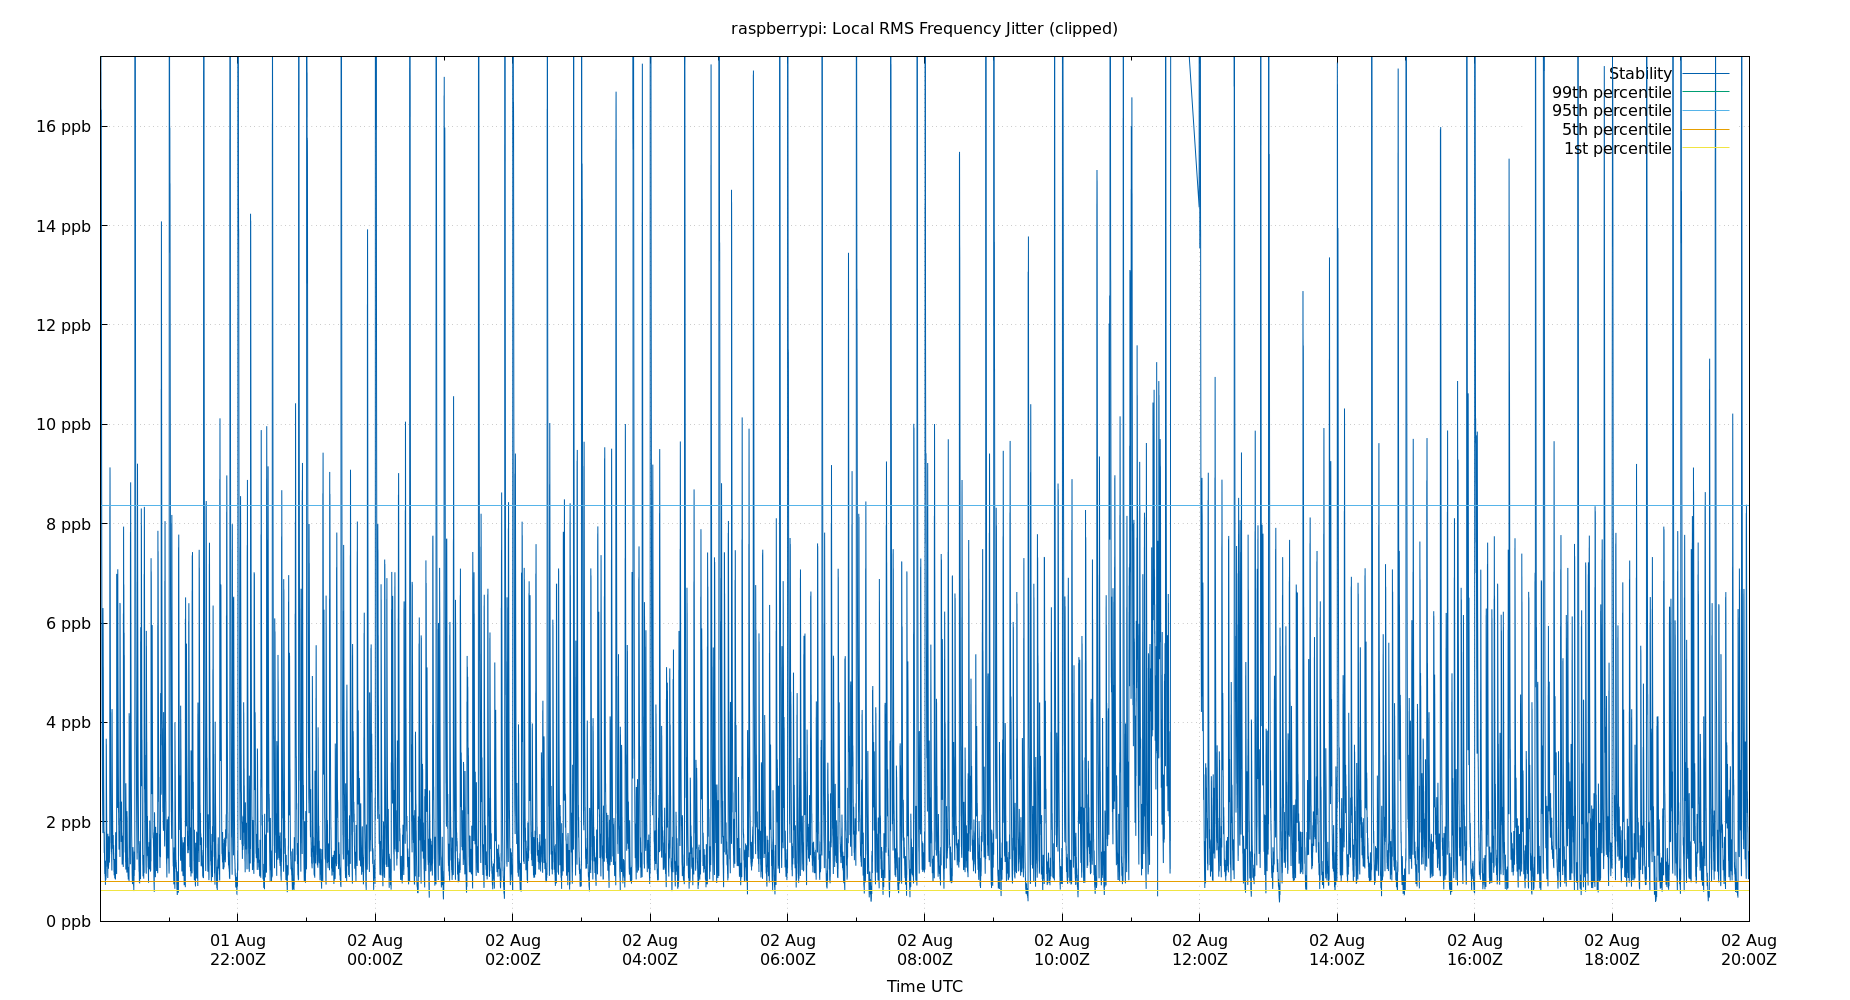 raspberrypi: Local RMS Frequency Jitter (clipped)
Stability
99th percentile
95th percentile
5th percentile
1st percentile
16 ppb
14 ppb
12 ppb
10 ppb
8 ppb
6 ppb
4 ppb
2 ppb
0 ppb
01 Aug 02 Aug 02 Aug 02 Aug 02 Aug 02 Aug 02 Aug 02 Aug 02 Aug 02 Aug 02 Aug 02 Aug
22:00Z 00:00Z 02:00Z 04:00Z 06:00Z 08:00Z 10:00Z 12:00Z 14:00Z 16:00Z 18:00Z 20:00Z
Time UTC